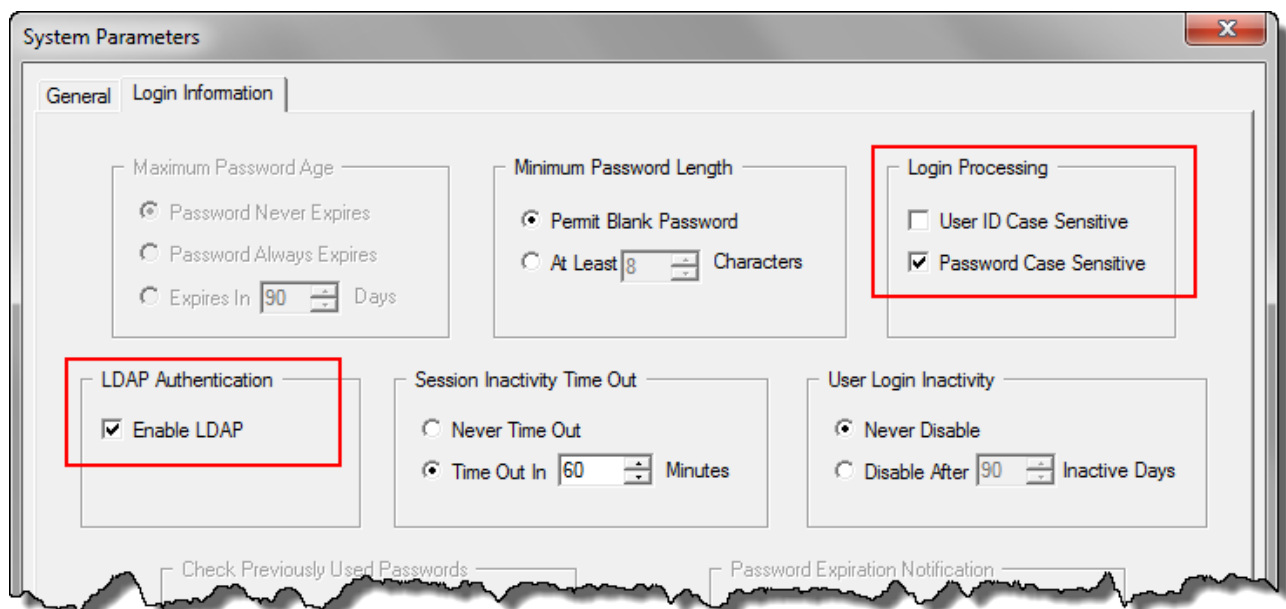 System Parameters
General Login Information
Maximum Password Age
Password Never Expires
Password Always Expires
Expires In 90 Days
Minimum Password Length
Permit Blank Password
At Least 8 Characters
Login Processing
User ID Case Sensitive
Password Case Sensitive
LDAP Authentication
Enable LDAP
Session Inactivity Time Out
Never Time Out
Time Out In 60 Minutes
User Login Inactivity
Never Disable
Disable After 90 Inactive Days
Check Previously Used Passwords
Password Expiration Notification